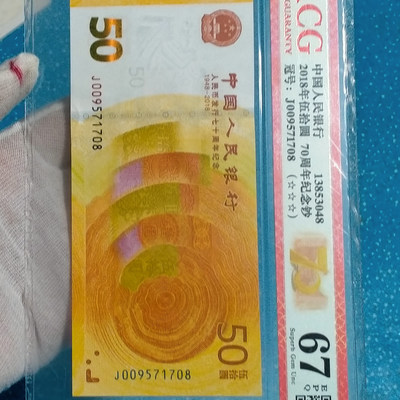 50
J009571708
中国人民银行
人民币发行七十周年纪念
1948-2018
50
伍拾圆
J009571708
CG
GUARANTY
中国人民银行 13853048
2018年伍拾圆 70周年纪念钞
冠号：J009571708 (☆☆☆)
70
67
EPQ
Superb Gem Unc